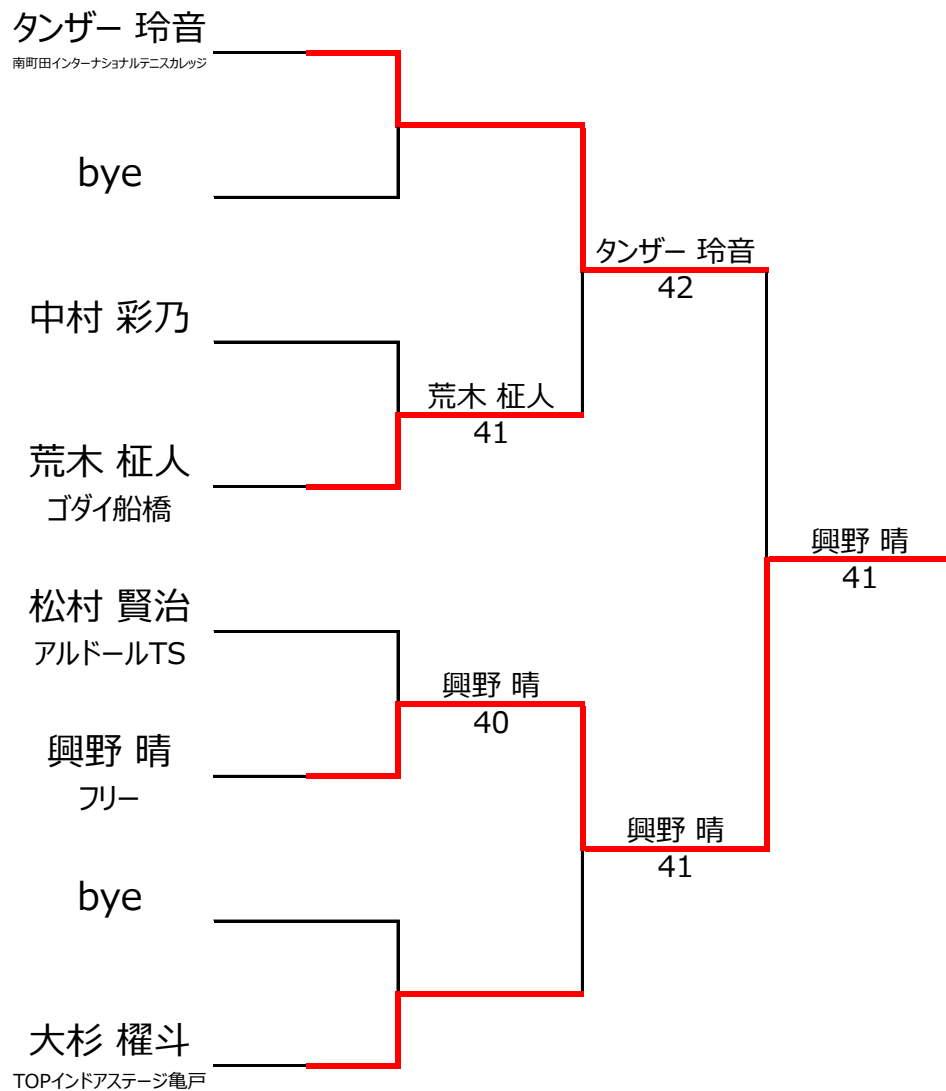 タンザー 玲音
南町田インターナショナルテニスカレッジ
bye
中村 彩乃
荒木 柾人
ゴダイ船橋
松村 賢治
アルドールTS
興野 晴
フリー
bye
大杉 櫂斗
TOPインドアステージ亀戸
荒木 柾人
41
興野 晴
40
タンザー 玲音
42
興野 晴
41
興野 晴
41